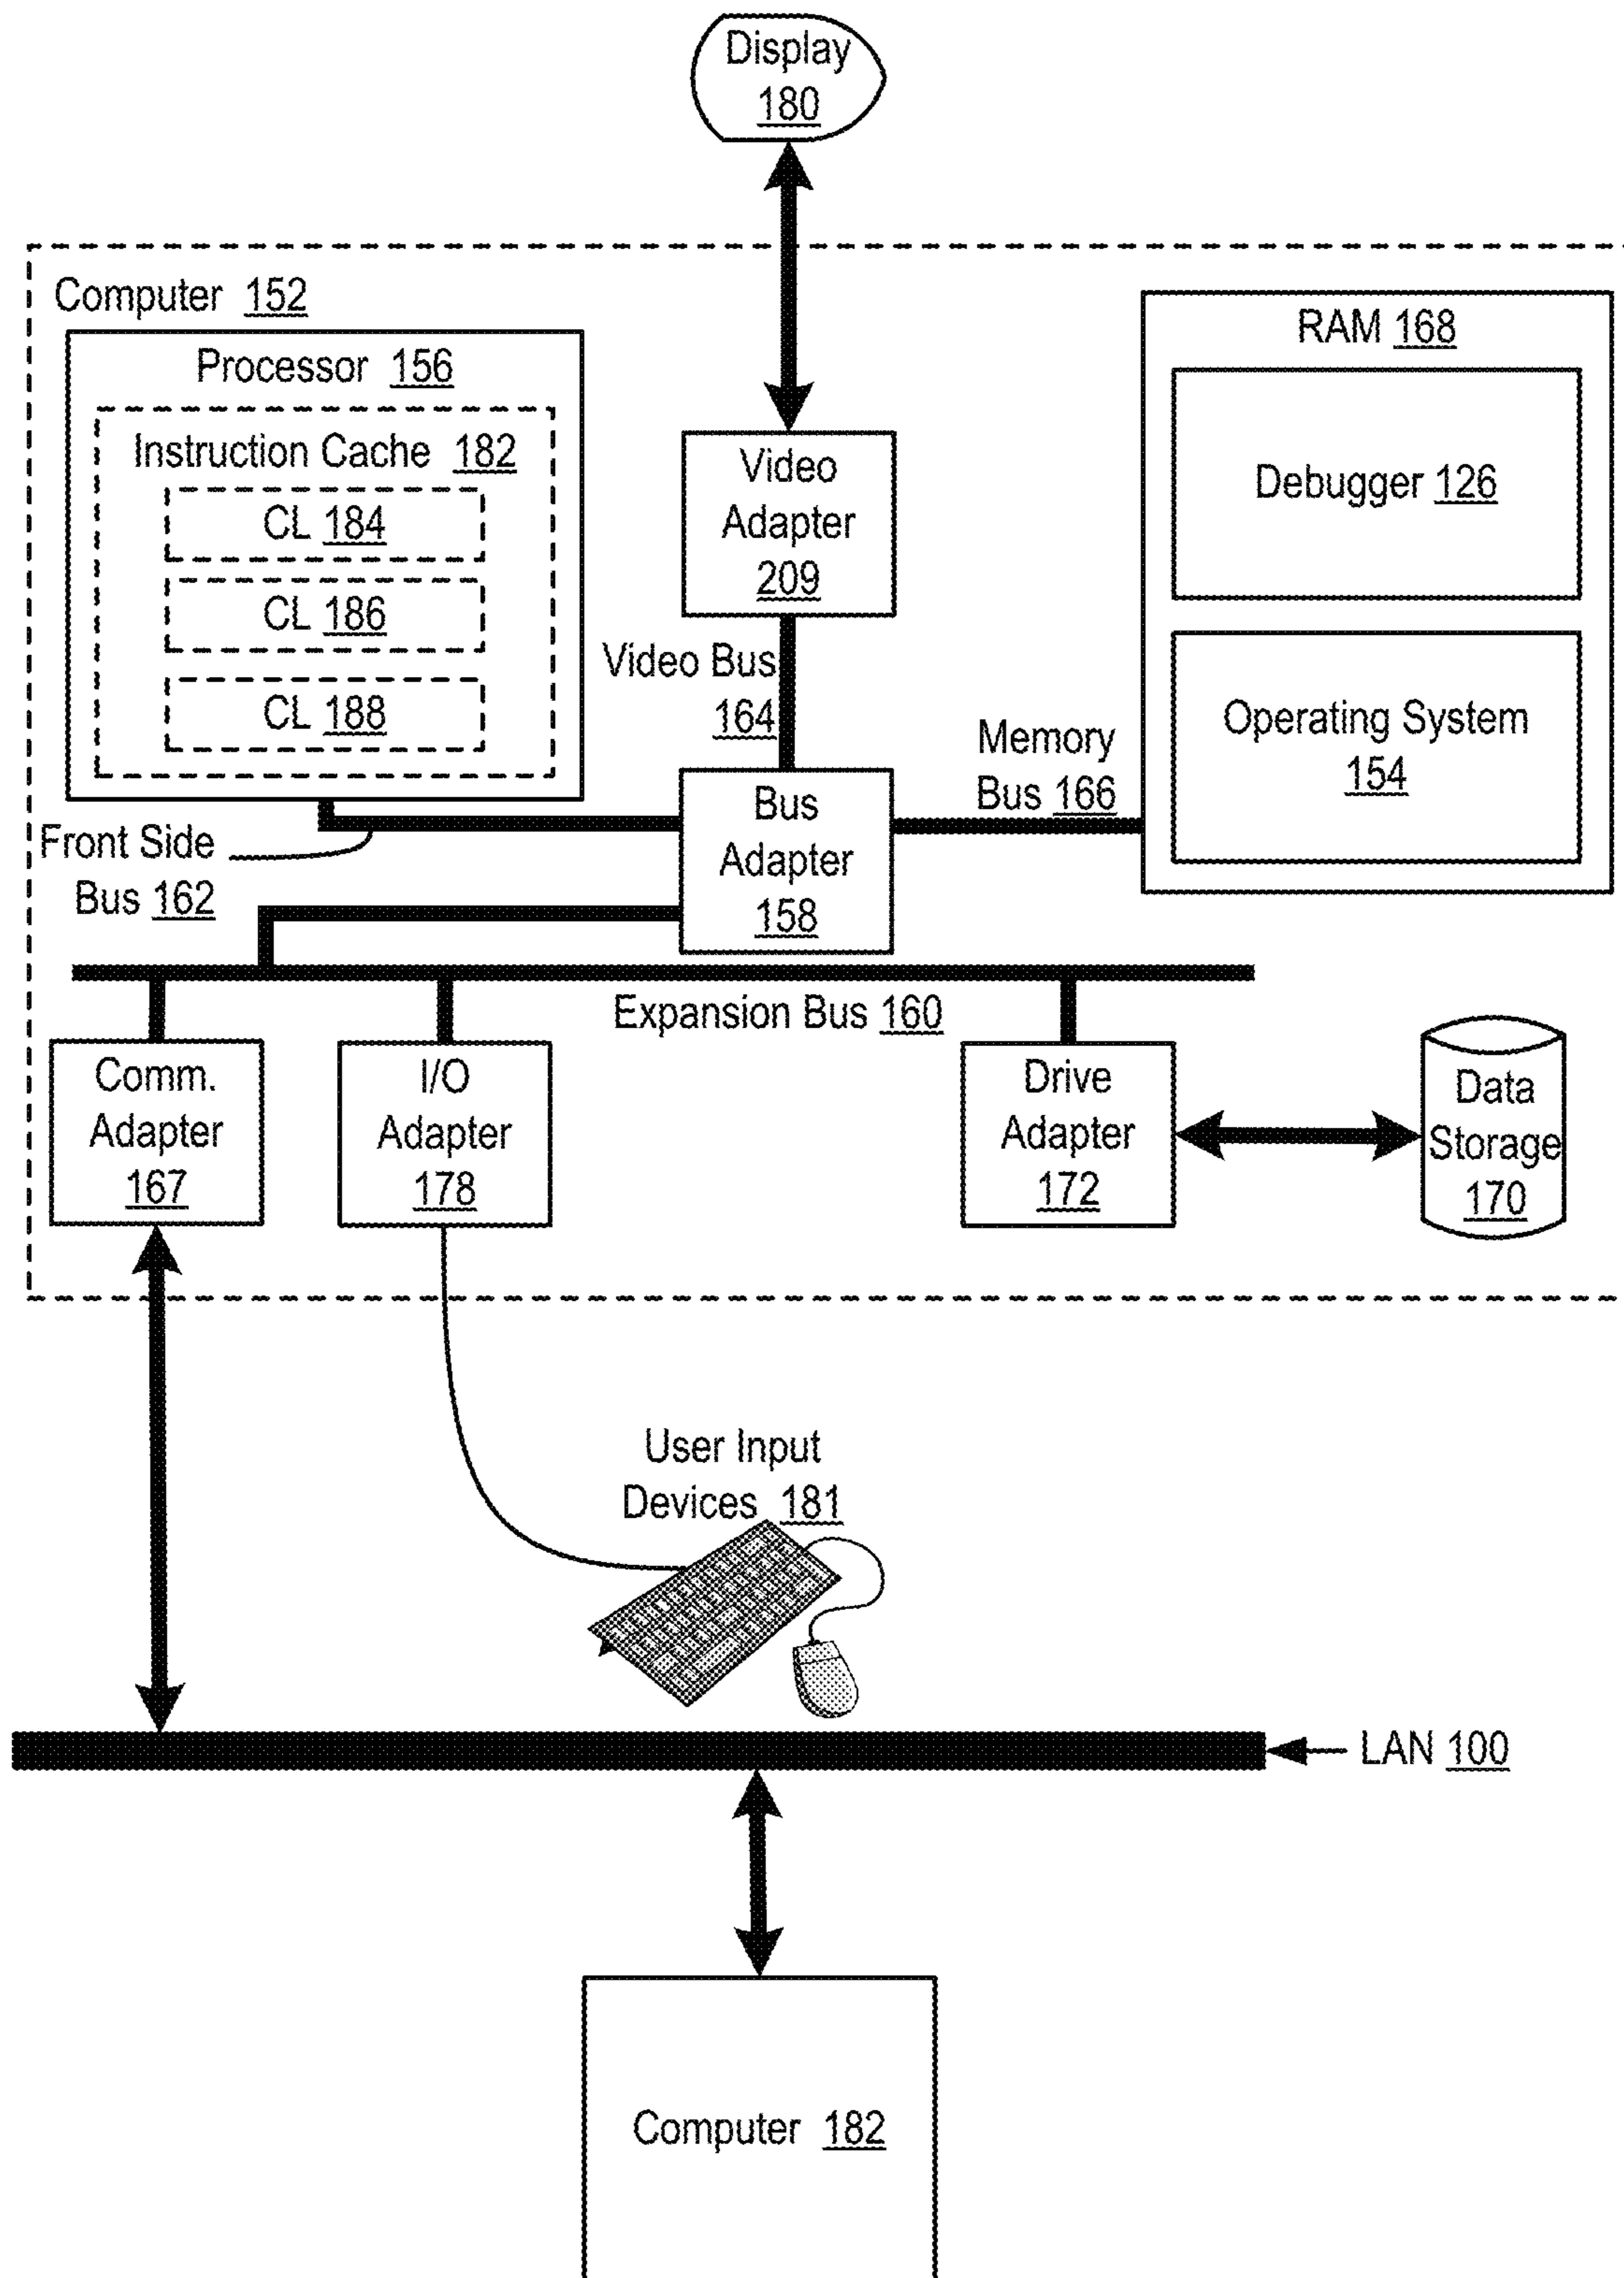 Display
180
Computer 152
Processor 156
Instruction Cache 182
CL 184
CL 186
CL 188
Video
Adapter
209
RAM 168
Debugger 126
Operating System
154
Video Bus
164
Memory
Bus 166
Bus
Adapter
158
Front Side
Bus 162
Expansion Bus 160
Comm.
Adapter
167
I/O
Adapter
178
Drive
Adapter
172
Data
Storage
170
User Input
Devices 181
LAN 100
Computer 182